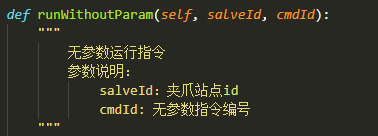 def runWithoutParam(self, salveId, cmdId):
"""
无参数运行指令
参数说明：
salveId：夹爪站点id
cmdId：无参数指令编号
"""